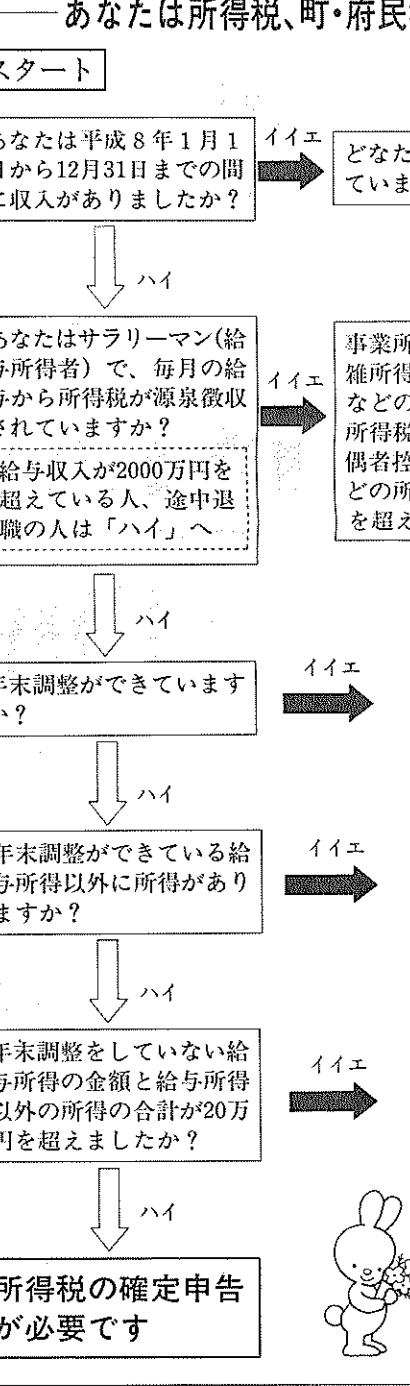 あなたは所得税、町・府民
スタート
あなたは平成8年1月1
日から12月31日までの間
に収入がありましたか？
イイエ
どなた
ていま
ハイ
あなたはサラリーマン(給
与所得者）で、毎月の給
与から所得税が源泉徴収
されていますか？
給与収入が2000万円を
超えている人、途中退
職の人は「ハイ」へ
イイエ
事業所
雑所得
などの
所得税
偶者控
どの所
を超え
ハイ
年末調整ができています
か？
イイエ
ハイ
年末調整ができている給
与所得以外に所得があり
ますか？
イイエ
ハイ
年末調整をしていない給
与所得の金額と給与所得
以外の所得の合計が20万
円を超えましたか？
イイエ
ハイ
所得税の確定申告
が必要です